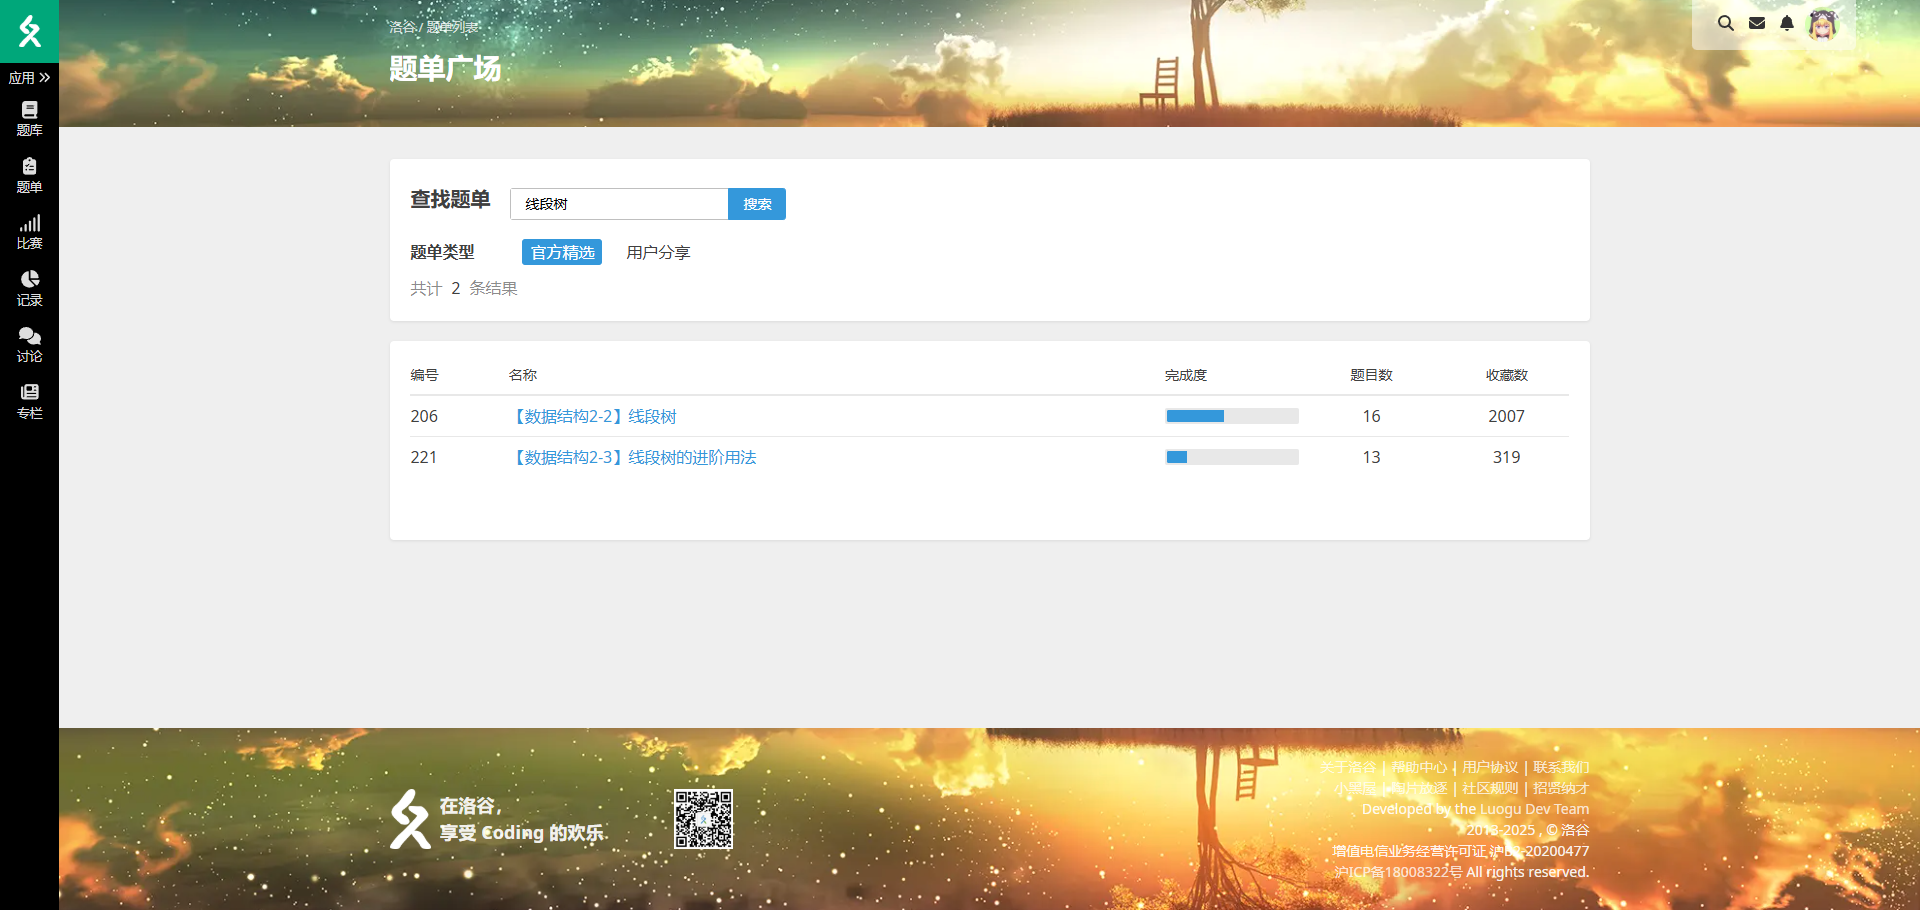 洛谷 / 题单列表
题单广场
应用
题库
题单
比赛
记录
讨论
专栏
查找题单 线段树 搜索
题单类型 官方精选 用户分享
共计 2 条结果
编号 名称 完成度 题目数 收藏数
206 【数据结构2-2】线段树 16 2007
221 【数据结构2-3】线段树的进阶用法 13 319
在洛谷，
享受 Coding 的欢乐
关于洛谷 | 帮助中心 | 用户协议 | 联系我们
小黑屋 | 陶片放逐 | 社区规则 | 招贤纳才
Developed by the Luogu Dev Team
2013-2025 , © 洛谷
增值电信业务经营许可证 沪B2-20200477
沪ICP备18008322号 All rights reserved.